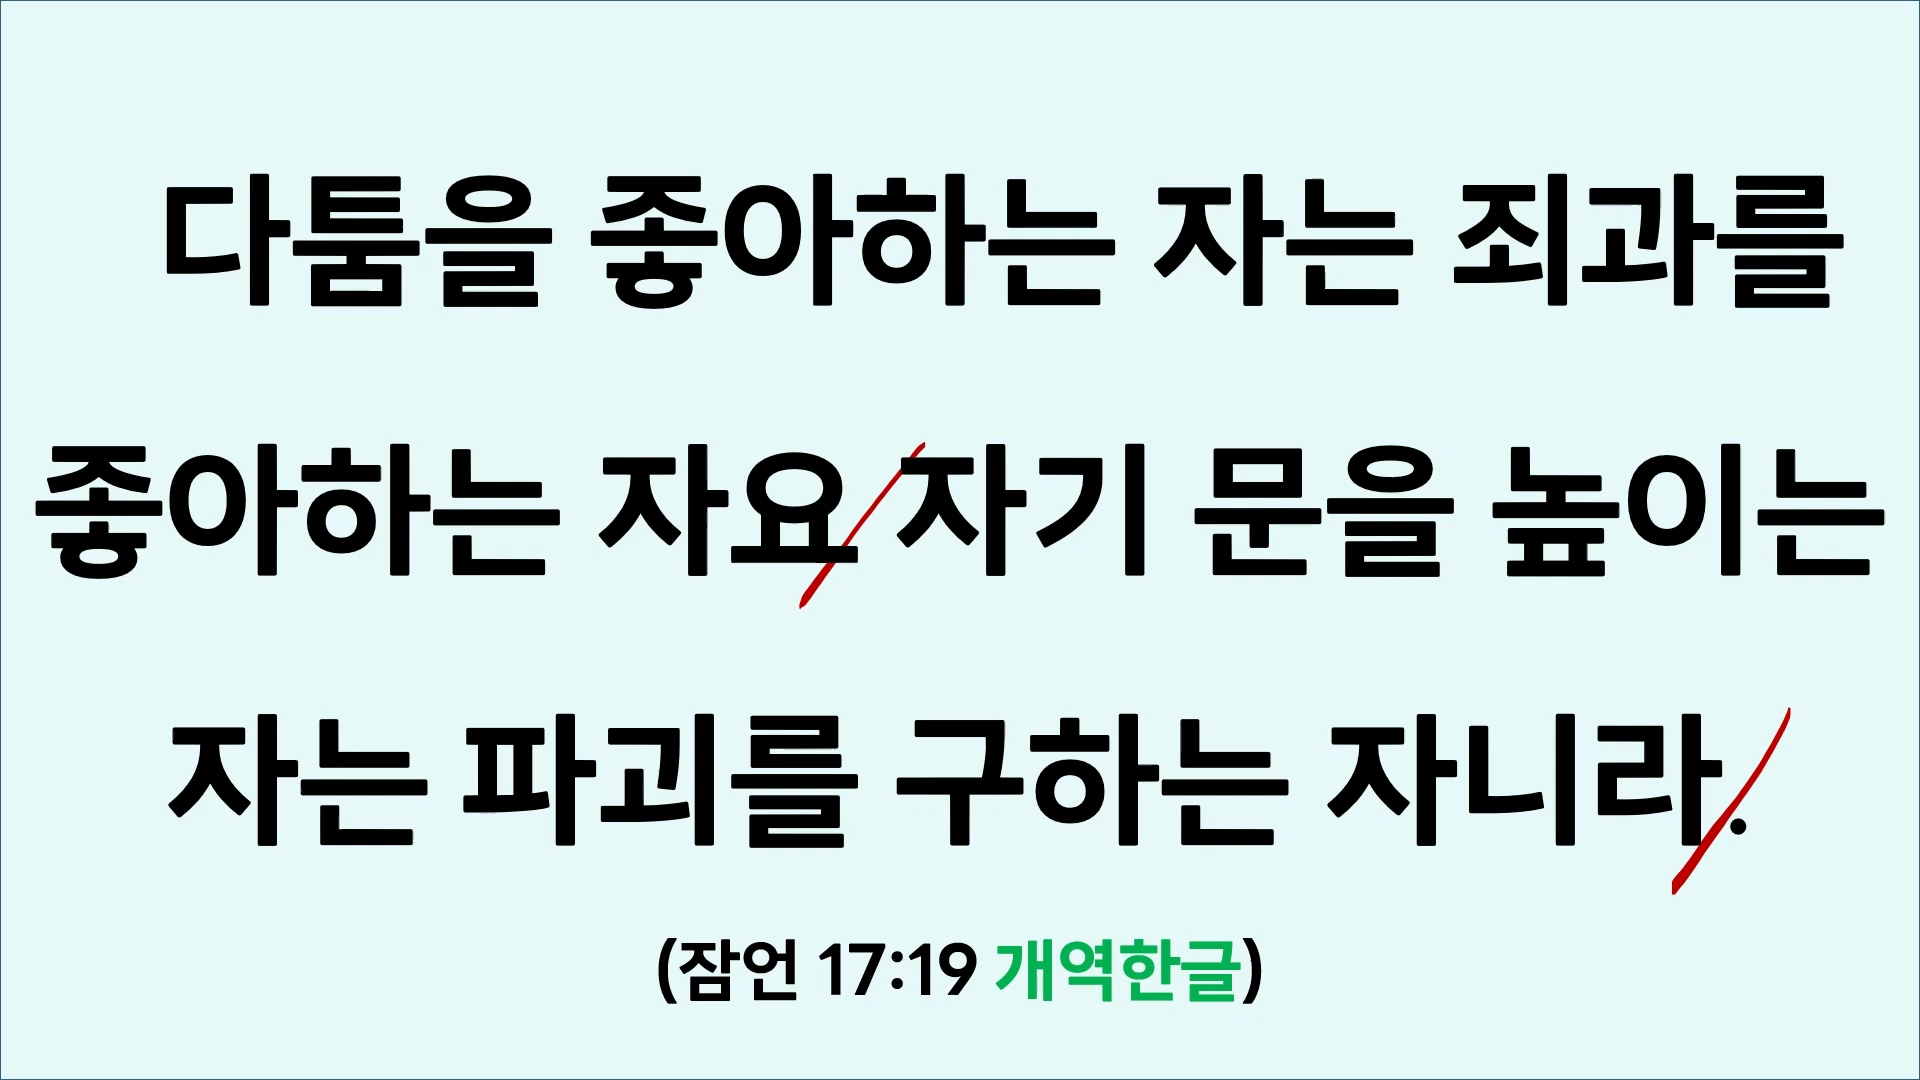 다툼을 좋아하는 자는 죄과를
좋아하는 자요 자기 문을 높이는
자는 파괴를 구하는 자니라.
(잠언 17:19 개역한글)